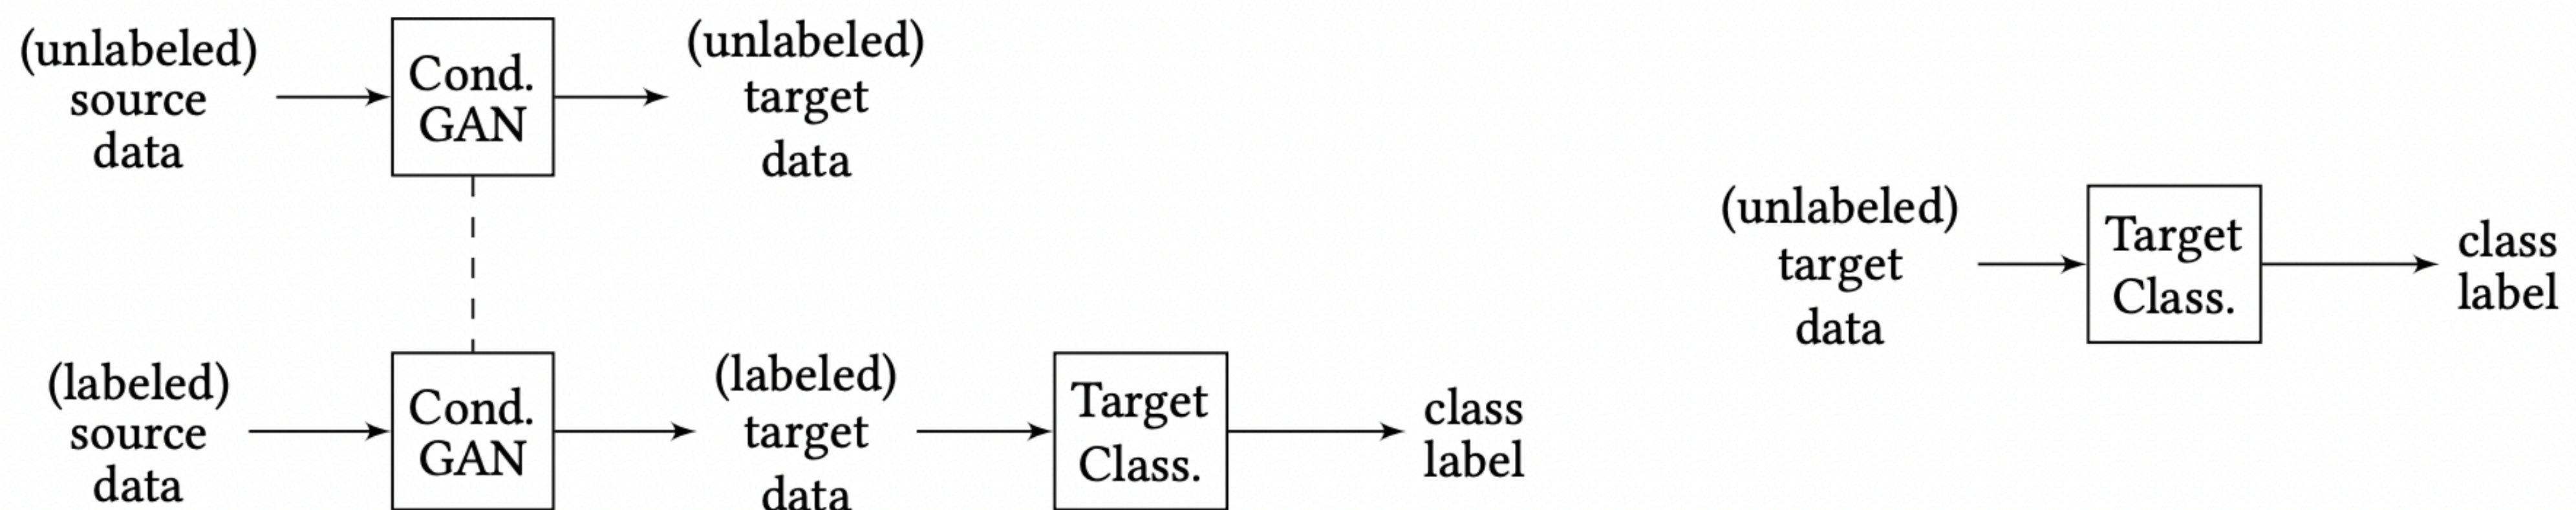 (unlabeled)
source
data
Cond.
GAN
(unlabeled)
target
data
(labeled)
source
data
Cond.
GAN
(labeled)
target
data
Target
Class.
class
label
(unlabeled)
target
data
Target
Class.
class
label